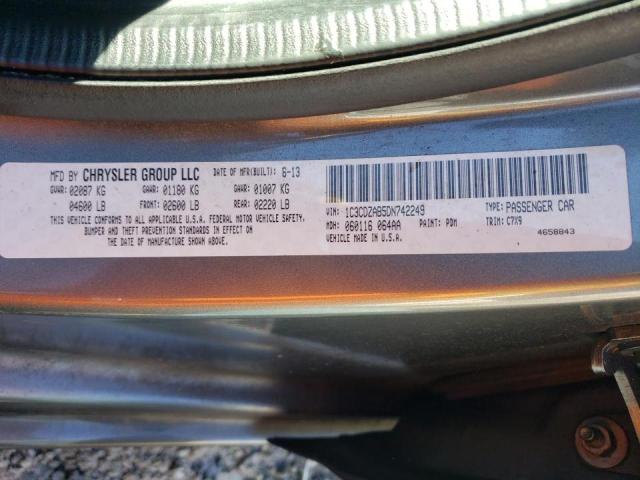 MFD BY CHRYSLER GROUP LLC DATE OF MFR(BUILT): 6-13
GVWR: 02087 KG GAWR: 01180 KG GAWR: 01007 KG
04600 LB FRONT: 02600 LB REAR: 02220 LB
THIS VEHICLE CONFORMS TO ALL APPLICABLE U.S.A. FEDERAL MOTOR VEHICLE SAFETY,
BUMPER AND THEFT PREVENTION STANDARDS IN EFFECT ON
THE DATE OF MANUFACTURE SHOWN ABOVE.
VIN: 1C3CDZAB5DN742249 TYPE: PASSENGER CAR
MDH: 060116 064AA PAINT: PDM TRIM: C7X9
VEHICLE MADE IN U.S.A. 4658843